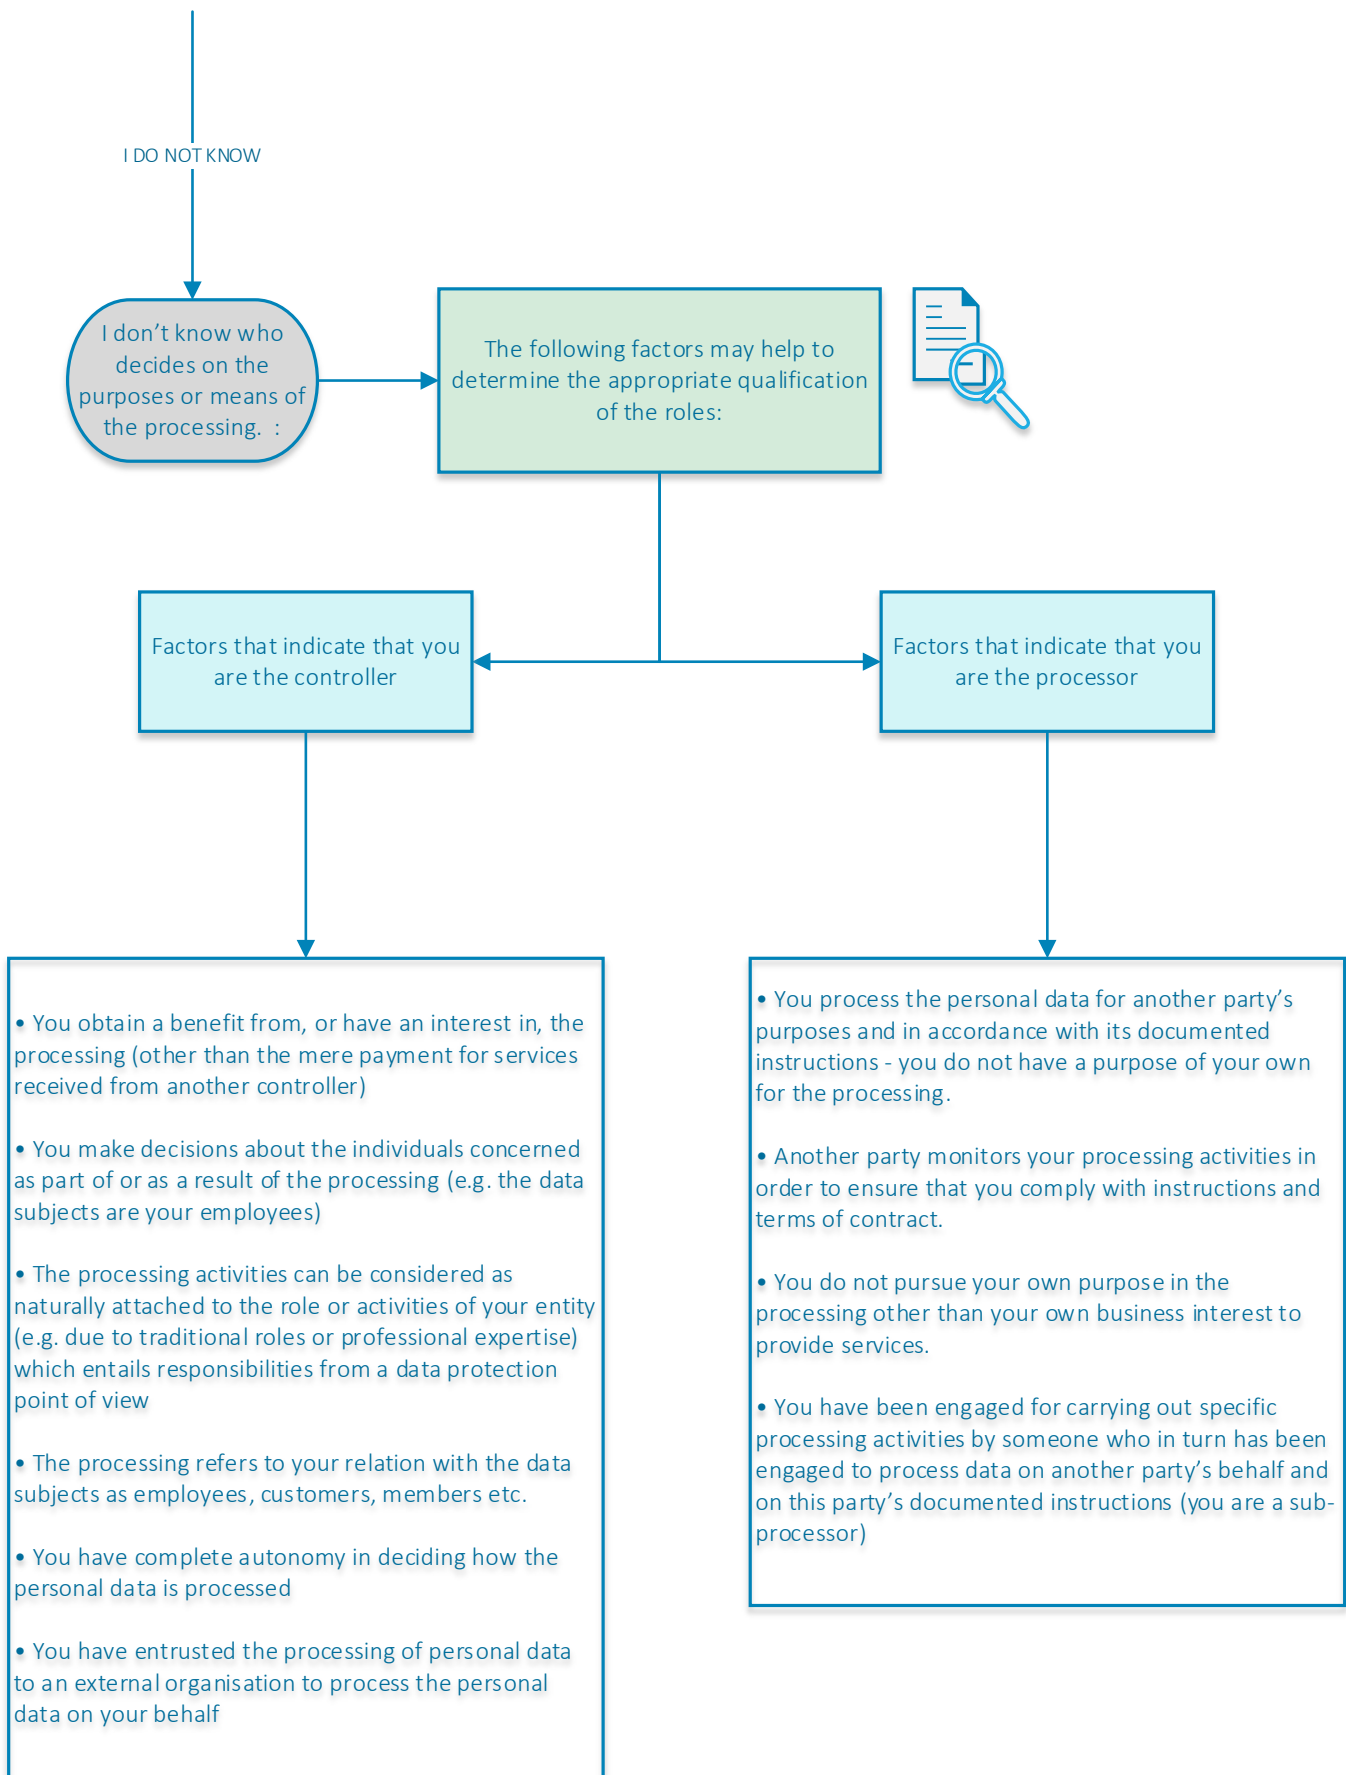 I DO NOT KNOW
I don’t know who
decides on the
purposes or means of
the processing.  :
The following factors may help to
determine the appropriate qualification
of the roles:
Factors that indicate that you
are the controller
Factors that indicate that you
are the processor
• You obtain a benefit from, or have an interest in, the
processing (other than the mere payment for services
received from another controller)
• You make decisions about the individuals concerned
as part of or as a result of the processing (e.g. the data
subjects are your employees)
• The processing activities can be considered as
naturally attached to the role or activities of your entity
(e.g. due to traditional roles or professional expertise)
which entails responsibilities from a data protection
point of view
• The processing refers to your relation with the data
subjects as employees, customers, members etc.
• You have complete autonomy in deciding how the
personal data is processed
• You have entrusted the processing of personal data
to an external organisation to process the personal
data on your behalf
• You process the personal data for another party’s
purposes and in accordance with its documented
instructions - you do not have a purpose of your own
for the processing.
• Another party monitors your processing activities in
order to ensure that you comply with instructions and
terms of contract.
• You do not pursue your own purpose in the
processing other than your own business interest to
provide services.
• You have been engaged for carrying out specific
processing activities by someone who in turn has been
engaged to process data on another party’s behalf and
on this party’s documented instructions (you are a sub-
processor)